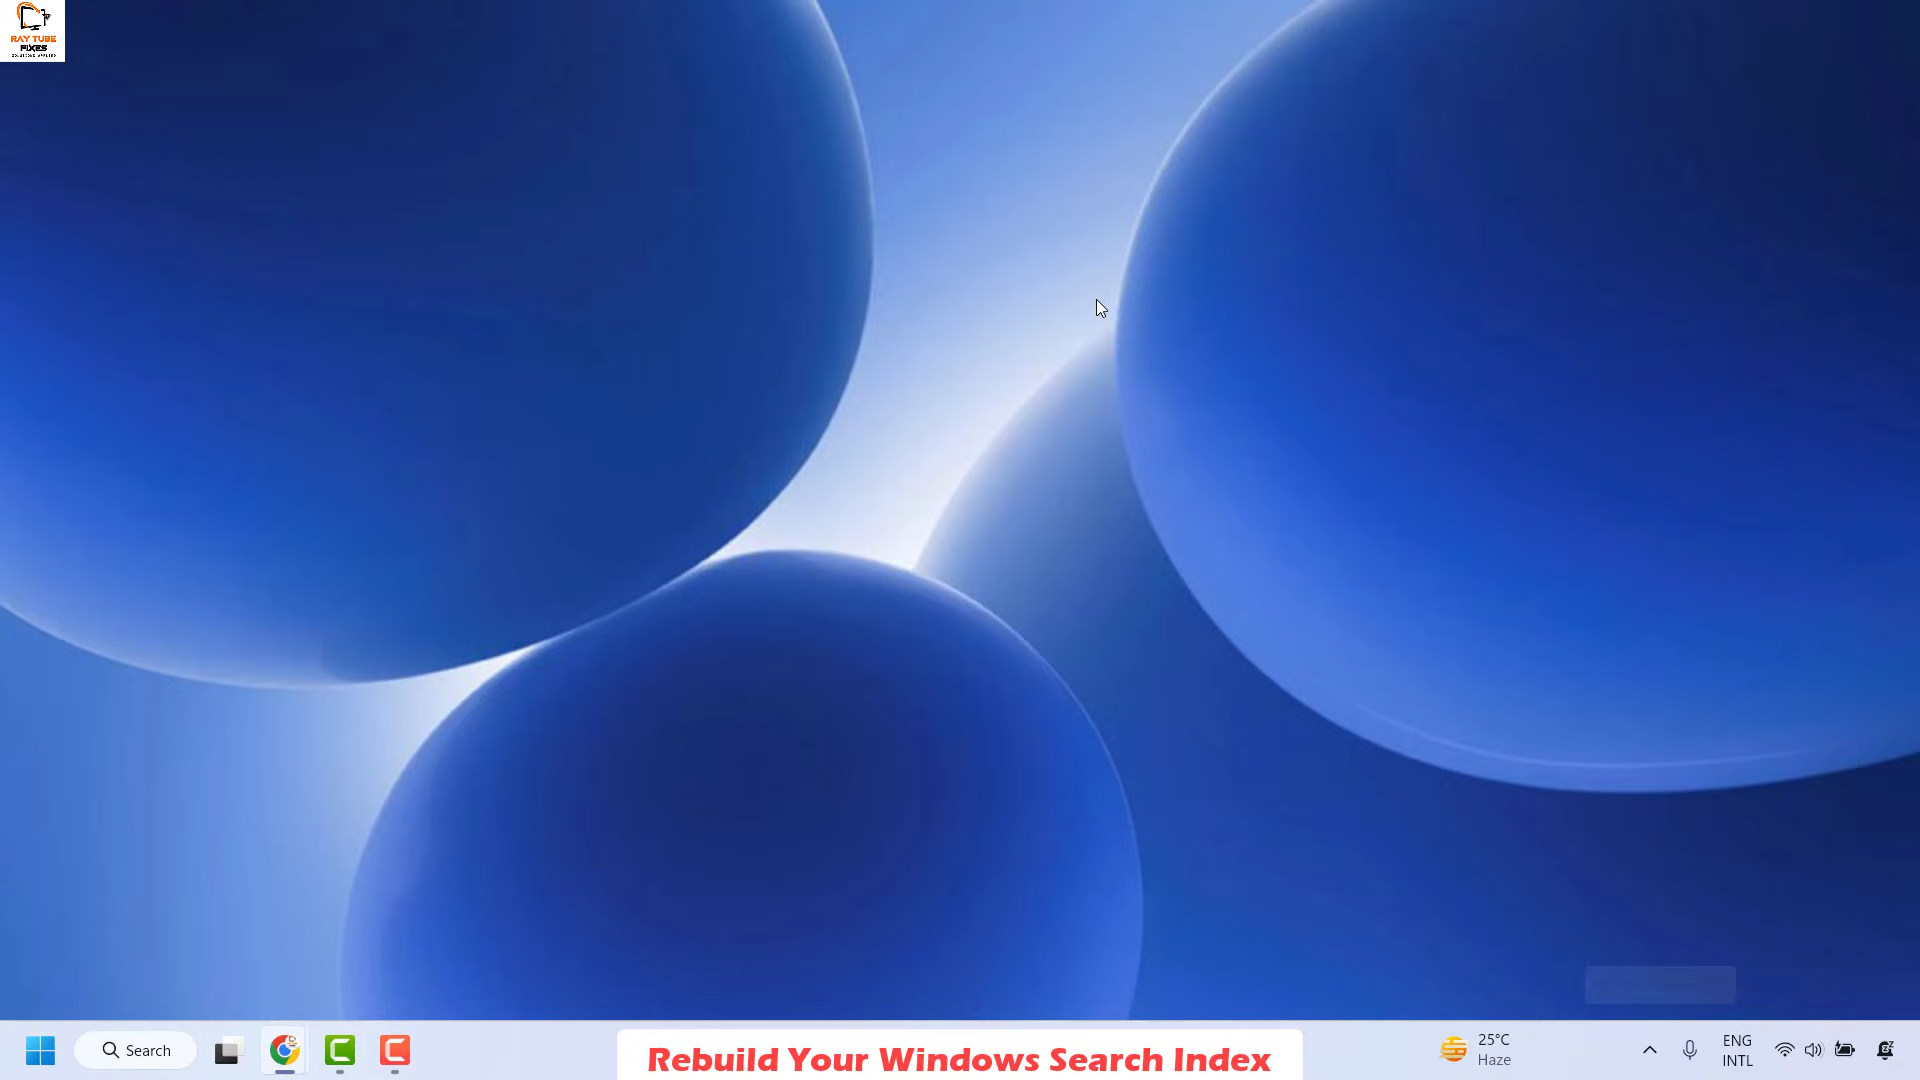 RAY TUBE
FIXES
Search
Rebuild Your Windows Search Index
25°C
Haze
ENG
INTL